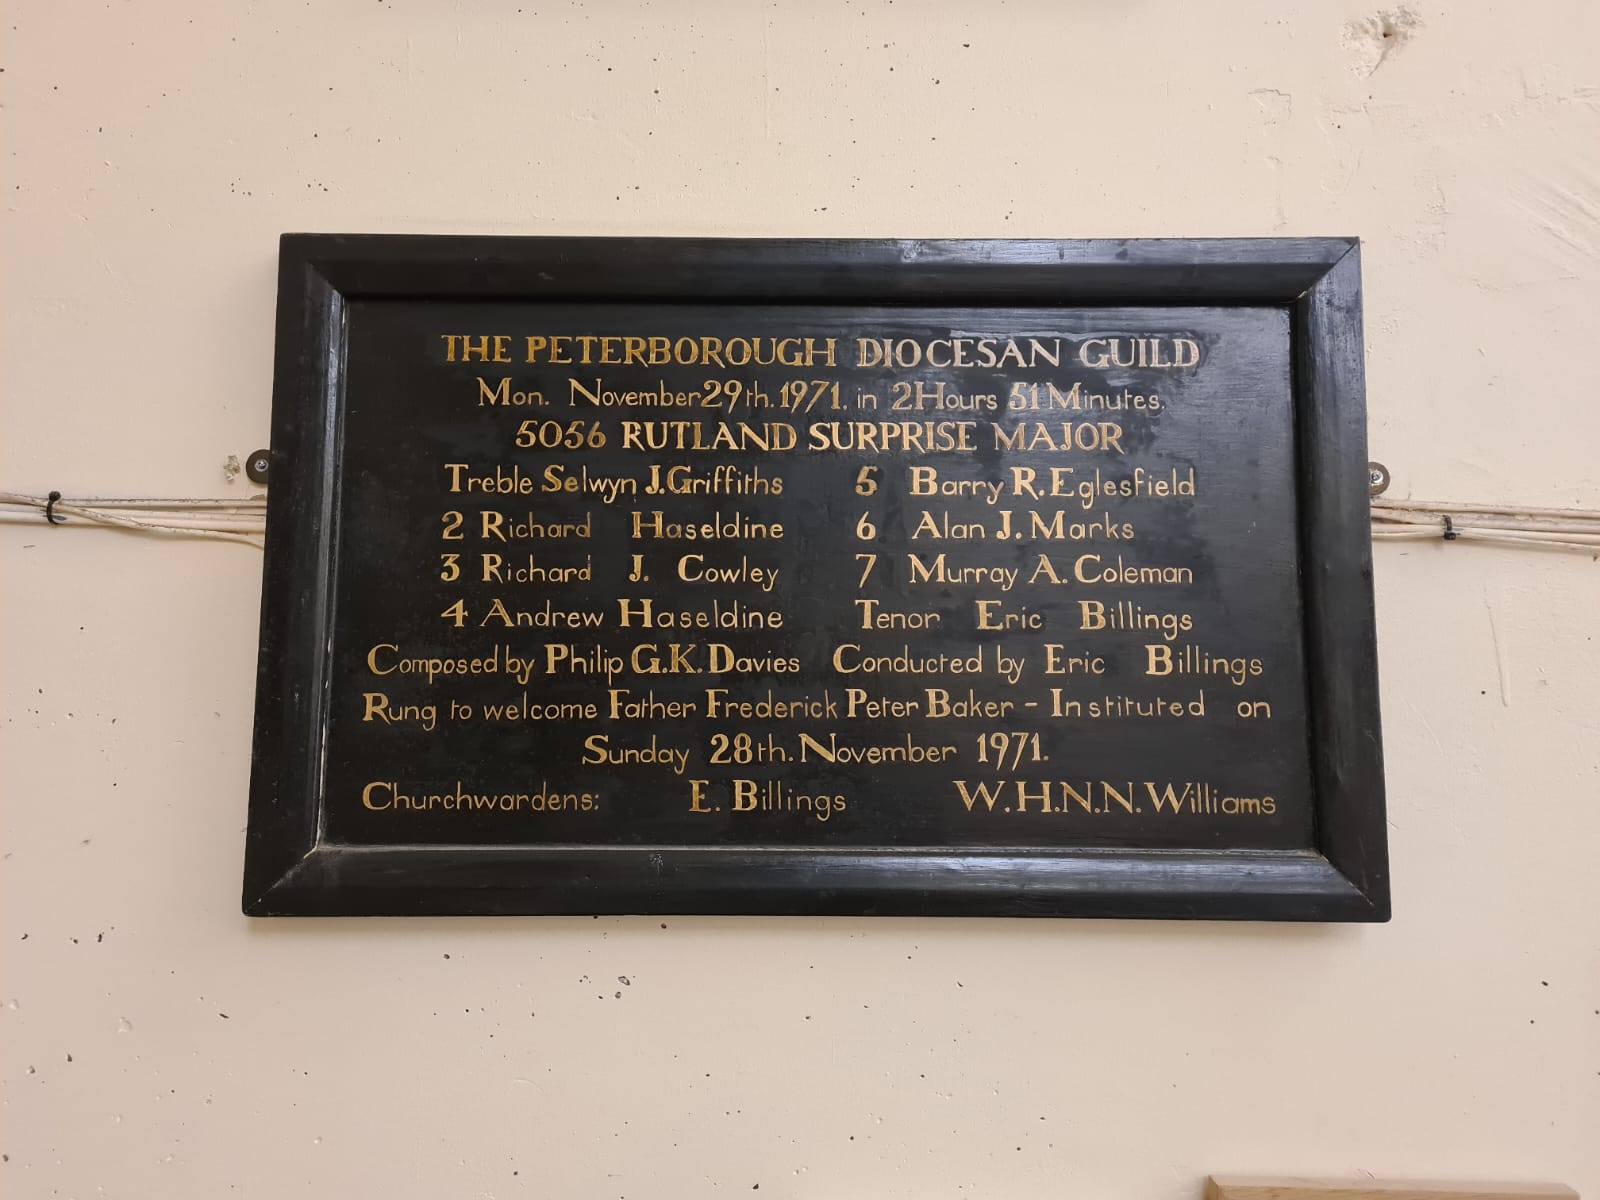 THE PETERBOROUGH DIOCESAN GUILD
Mon. November 29th. 1971. in 2 Hours 51 Minutes.
5056 RUTLAND SURPRISE MAJOR
Treble Selwyn J. Griffiths 5 Barry R. Eglesfield
2 Richard Haseldine 6 Alan J. Marks
3 Richard J. Cowley 7 Murray A. Coleman
4 Andrew Haseldine Tenor Eric Billings
Composed by Philip G.K. Davies Conducted by Eric Billings
Rung to welcome Father Frederick Peter Baker - Instituted on
Sunday 28th. November 1971.
Churchwardens: E. Billings W.H.N.N. Williams